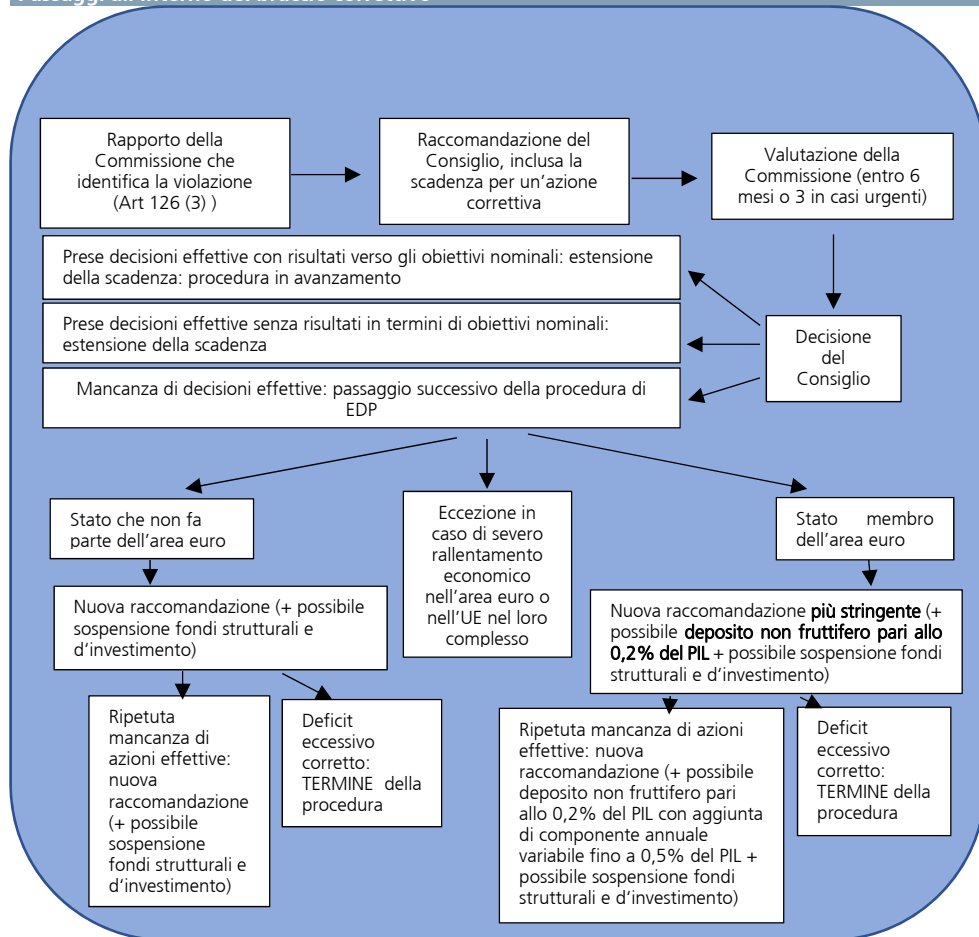 Rapporto della
Commissione che
identifica la violazione
(Art 126 (3) )
Raccomandazione del
Consiglio, inclusa la
scadenza per un'azione
correttiva
Valutazione della
Commissione (entro 6
mesi o 3 in casi urgenti)
Prese decisioni effettive con risultati verso gli obiettivi nominali: estensione
della scadenza: procedura in avanzamento
Prese decisioni effettive senza risultati in termini di obiettivi nominali:
estensione della scadenza
Mancanza di decisioni effettive: passaggio successivo della procedura di
EDP
Decisione
del
Consiglio
Stato che non fa
parte dell'area euro
Eccezione in
caso di severo
rallentamento
economico
nell'area euro o
nell'UE nel loro
complesso
Stato membro
dell'area euro
Nuova raccomandazione (+ possibile
sospensione fondi strutturali e
d'investimento)
Nuova raccomandazione più stringente (+
possibile deposito non fruttifero pari allo
0,2% del PIL + possibile sospensione fondi
strutturali e d'investimento)
Ripetuta
mancanza di
azioni effettive:
nuova
raccomandazione
(+ possibile
sospensione
fondi strutturali e
d'investimento)
Deficit
eccessivo
corretto:
TERMINE della
procedura
Ripetuta mancanza di azioni
effettive: nuova
raccomandazione (+ possibile
deposito non fruttifero pari
allo 0,2% del PIL con aggiunta
di componente annuale
variabile fino a 0,5% del PIL +
possibile sospensione fondi
strutturali e d'investimento)
Deficit
eccessivo
corretto:
TERMINE della
procedura